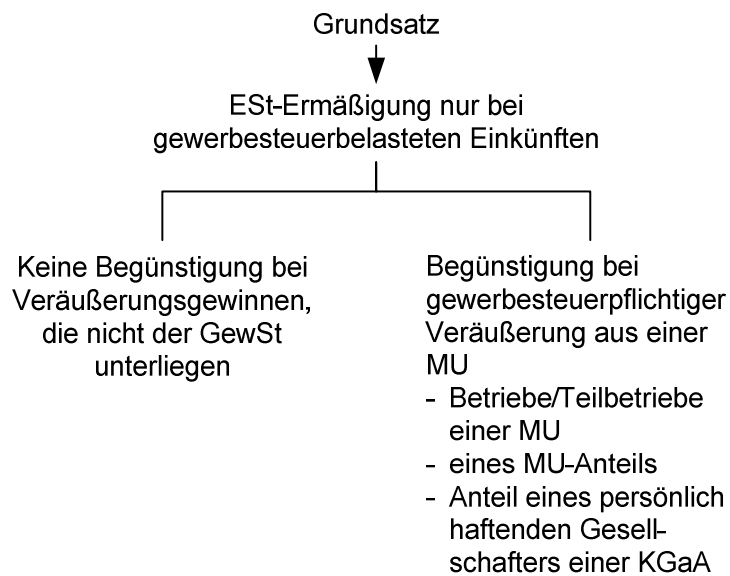 Grundsatz
ESt-Ermäßigung nur bei
gewerbesteuerbelasteten Einkünften
Keine Begünstigung bei
Veräußerungsgewinnen,
die nicht der GewSt
unterliegen
Begünstigung bei
gewerbesteuerpflichtiger
Veräußerung aus einer
MU
- Betriebe/Teilbetriebe
einer MU
- eines MU-Anteils
- Anteil eines persönlich
haftenden Gesell-
schafters einer KGaA